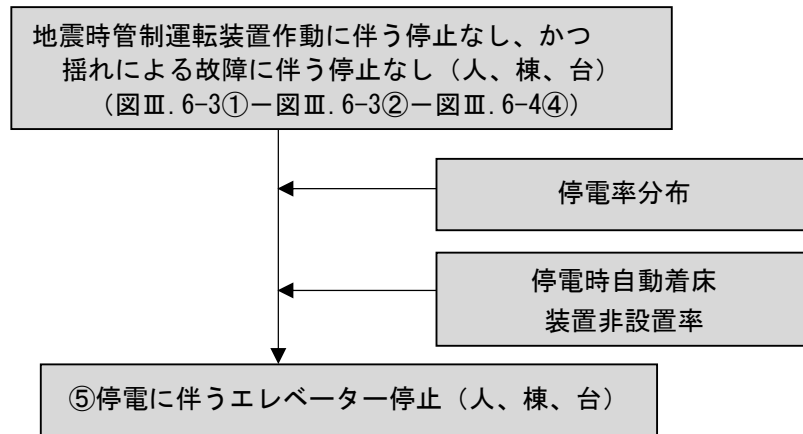 地震時管制運転装置作動に伴う停止なし、かつ
揺れによる故障に伴う停止なし（人、棟、台）
（図Ⅲ.6-3①－図Ⅲ.6-3②－図Ⅲ.6-4④）
停電率分布
停電時自動着床
装置非設置率
⑤停電に伴うエレベーター停止（人、棟、台）